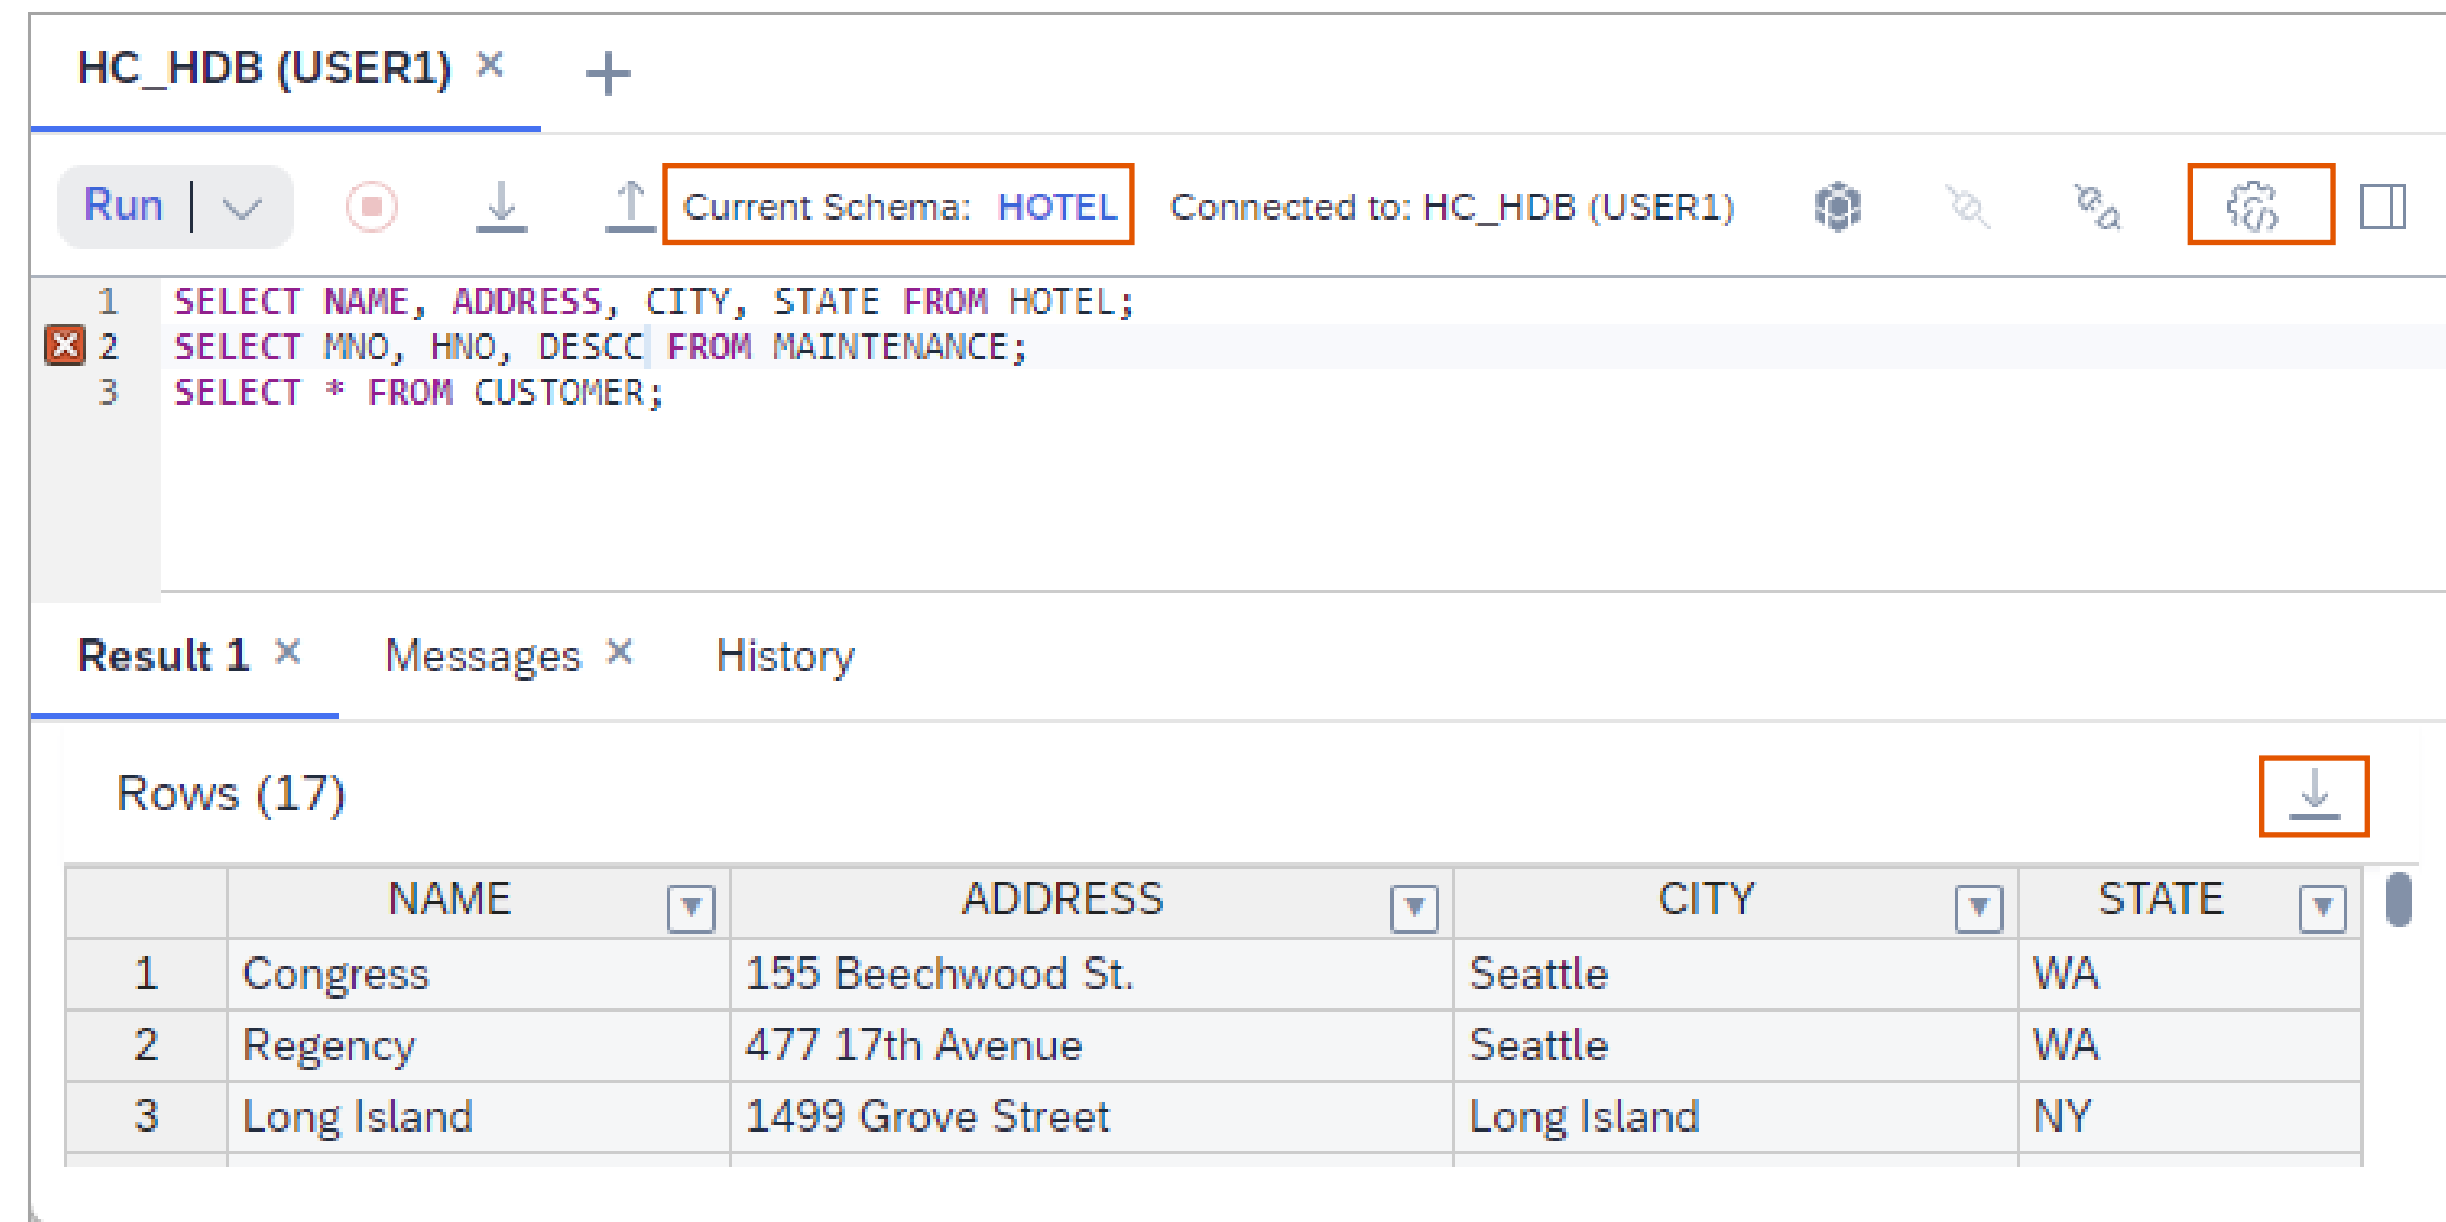 HC_HDB (USER1) × +
Run Current Schema: HOTEL Connected to: HC_HDB (USER1)
1 SELECT NAME, ADDRESS, CITY, STATE FROM HOTEL;
2 SELECT MNO, HNO, DESCC FROM MAINTENANCE;
3 SELECT * FROM CUSTOMER;
Result 1 × Messages × History
Rows (17)
NAME ADDRESS CITY STATE
1 Congress 155 Beechwood St. Seattle WA
2 Regency 477 17th Avenue Seattle WA
3 Long Island 1499 Grove Street Long Island NY